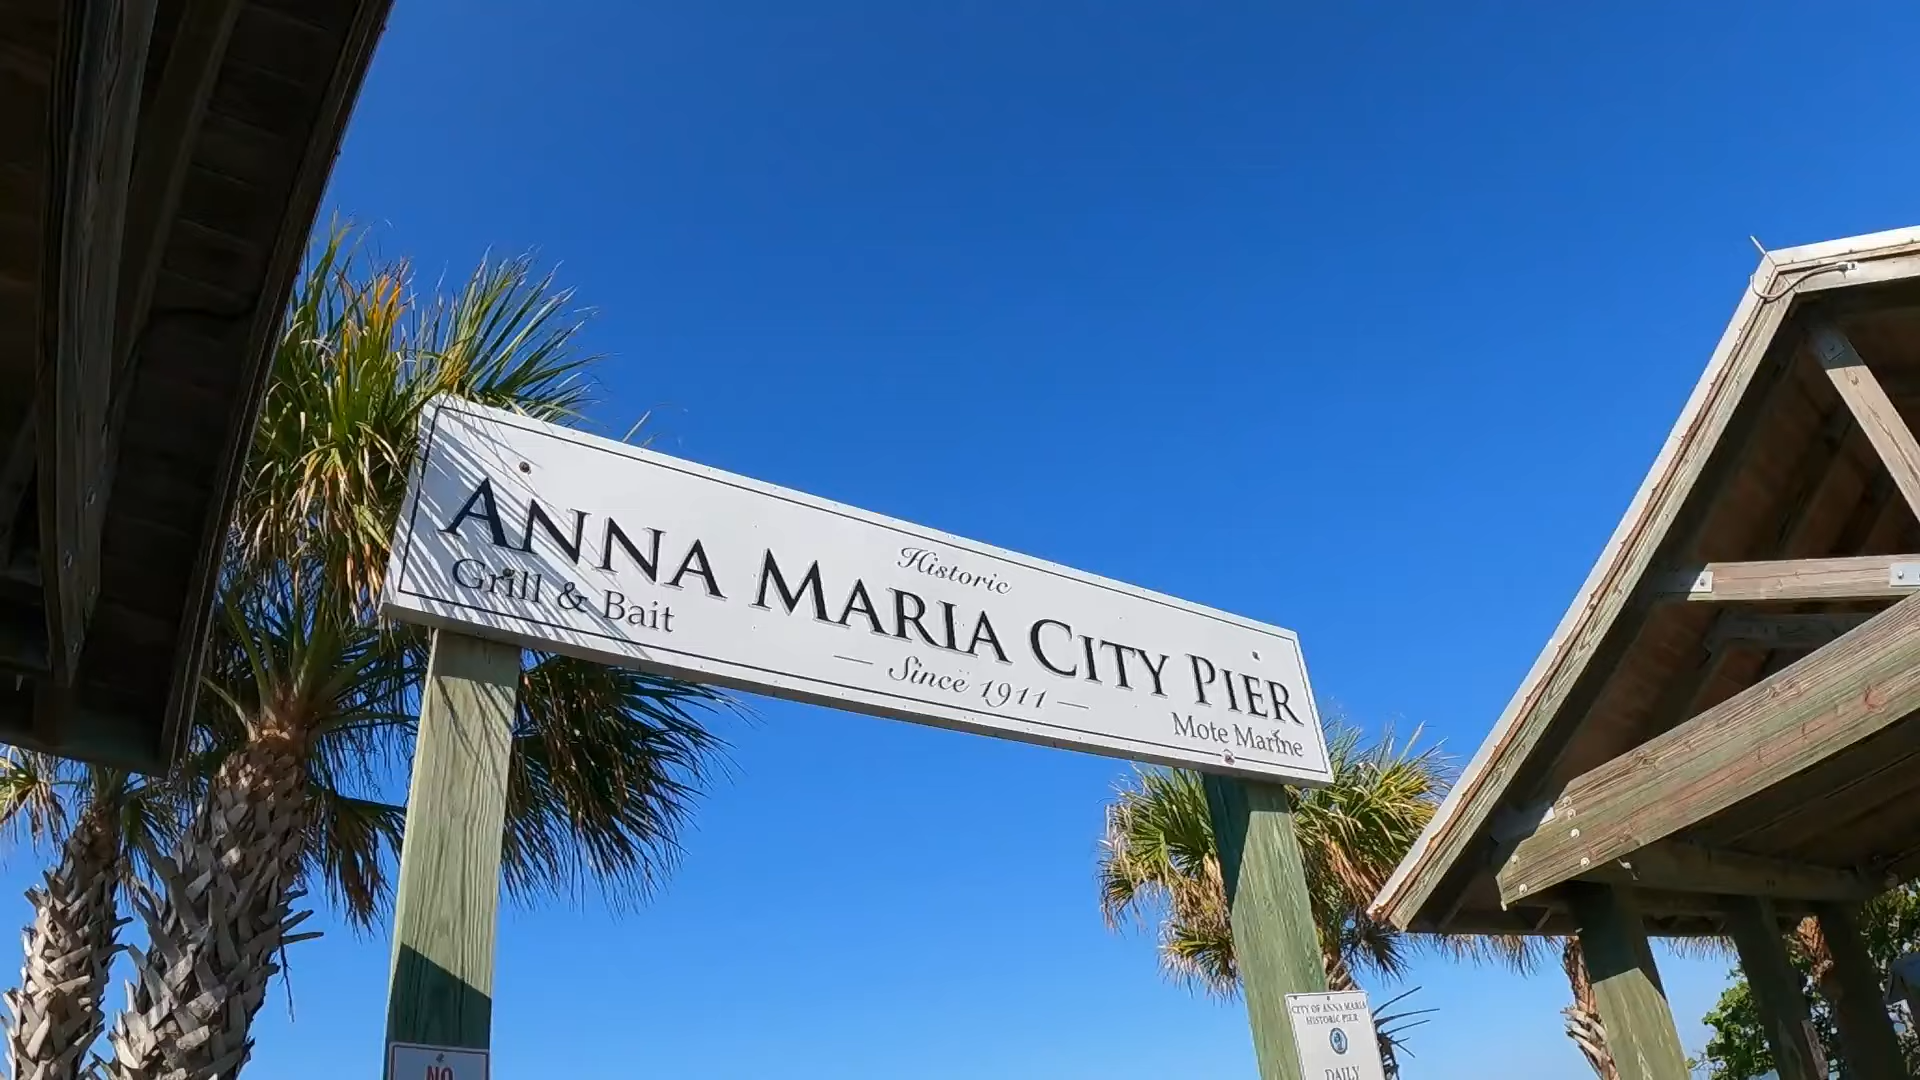 Historic
ANNA MARIA CITY PIER
Grill & Bait
— Since 1911 —
Mote Marine
CITY OF ANNA MARIA
HISTORIC PIER
DAILY
NO